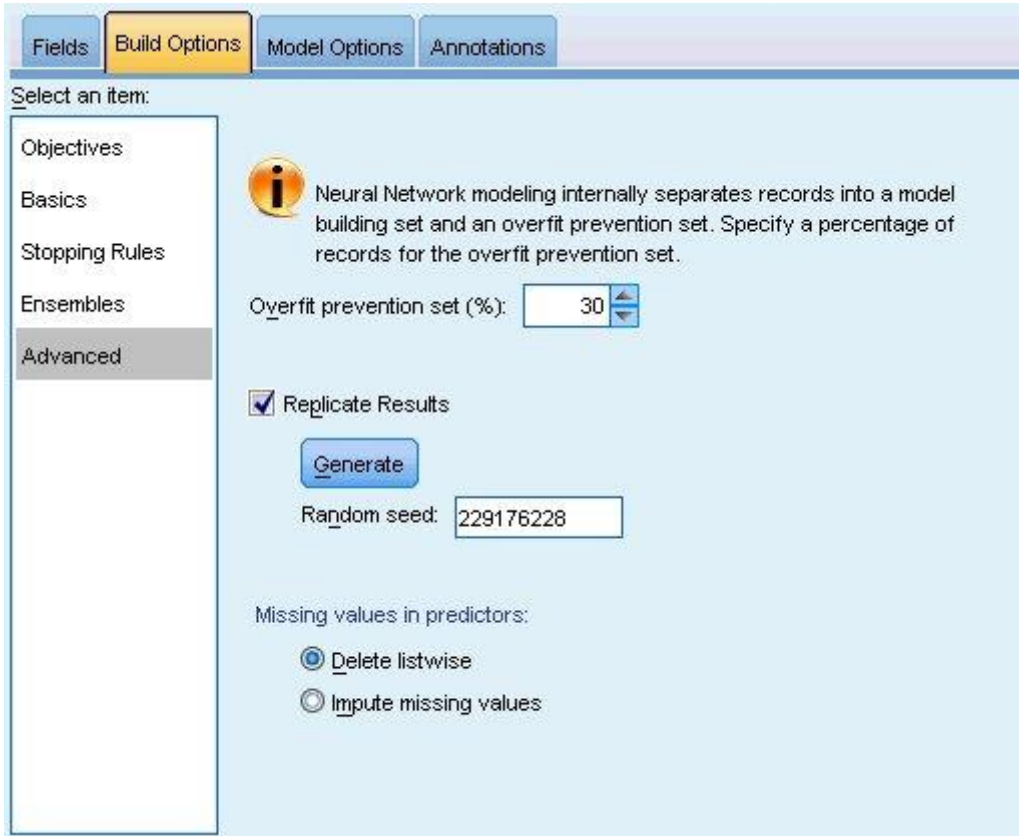 Fields Build Options Model Options Annotations
Select an item:
Objectives
Basics
Stopping Rules
Ensembles
Advanced
Neural Network modeling internally separates records into a model
building set and an overfit prevention set. Specify a percentage of
records for the overfit prevention set.
Overfit prevention set (%): 30
Replicate Results
Generate
Random seed: 229176228
Missing values in predictors:
Delete listwise
Impute missing values